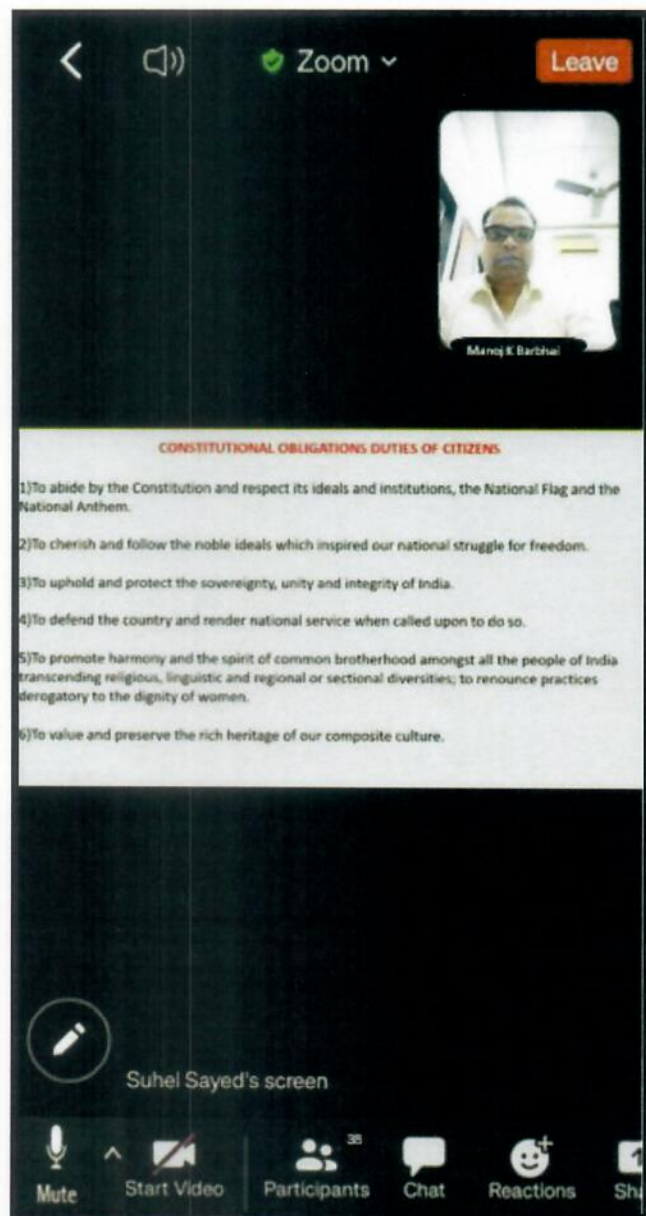 Zoom
Leave
Manoj K Barbhai
CONSTITUTIONAL OBLIGATIONS DUTIES OF CITIZENS
1)To abide by the Constitution and respect its ideals and institutions, the National Flag and the
National Anthem.
2)To cherish and follow the noble ideals which inspired our national struggle for freedom.
3)To uphold and protect the sovereignty, unity and integrity of India.
4)To defend the country and render national service when called upon to do so.
5)To promote harmony and the spirit of common brotherhood amongst all the people of India
transcending religious, linguistic and regional or sectional diversities; to renounce practices
derogatory to the dignity of women.
6)To value and preserve the rich heritage of our composite culture.
Suhel Sayed's screen
38
Mute Start Video Participants Chat Reactions Sh